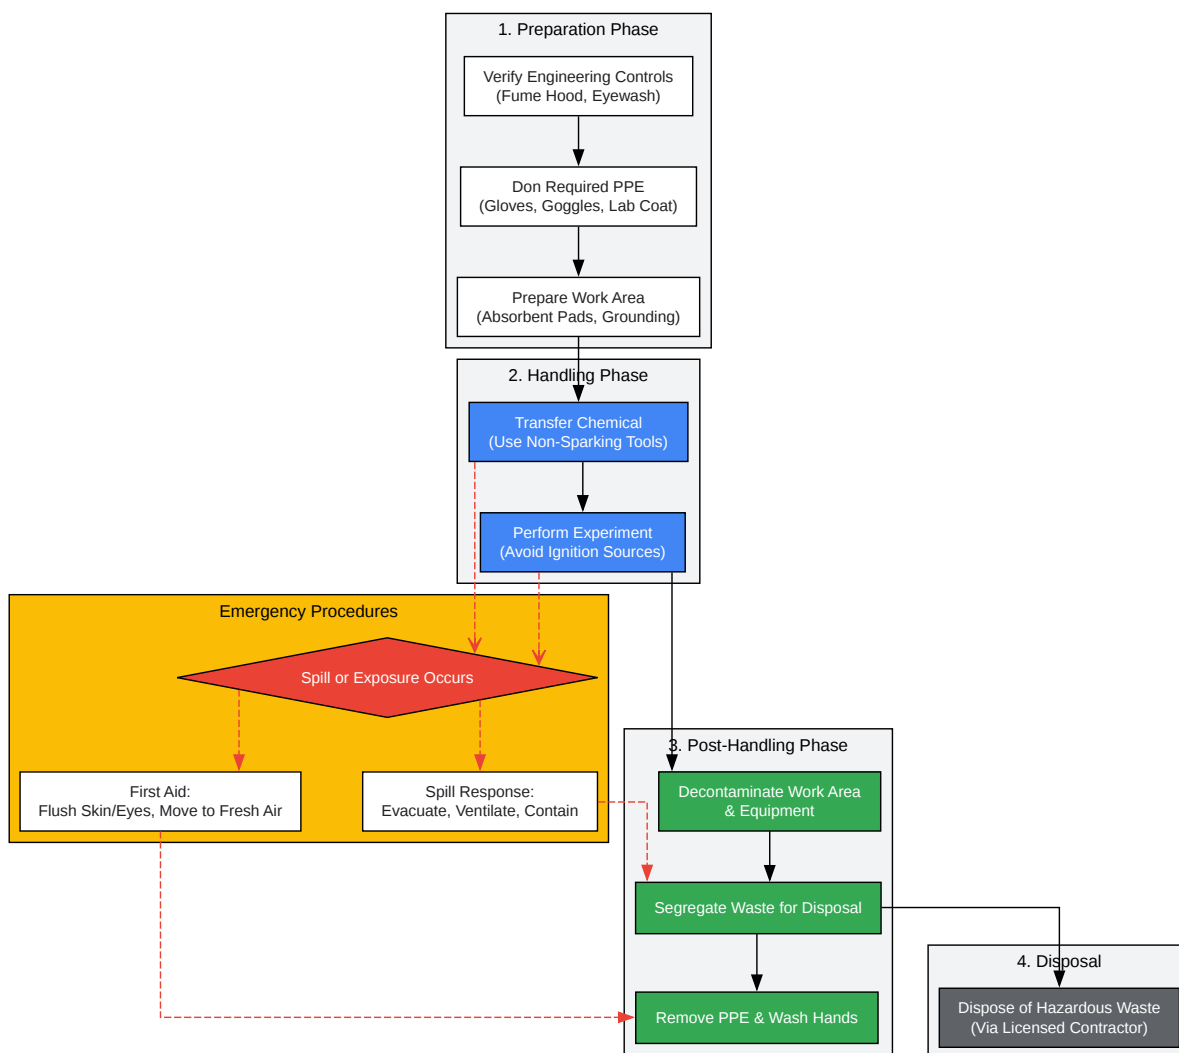 1. Preparation Phase
Verify Engineering Controls
(Fume Hood, Eyewash)
Don Required PPE
(Gloves, Goggles, Lab Coat)
Prepare Work Area
(Absorbent Pads, Grounding)
2. Handling Phase
Transfer Chemical
(Use Non-Sparking Tools)
Perform Experiment
(Avoid Ignition Sources)
Emergency Procedures
Spill or Exposure Occurs
First Aid:
Flush Skin/Eyes, Move to Fresh Air
Spill Response:
Evacuate, Ventilate, Contain
3. Post-Handling Phase
Decontaminate Work Area
& Equipment
Segregate Waste for Disposal
Remove PPE & Wash Hands
4. Disposal
Dispose of Hazardous Waste
(Via Licensed Contractor)